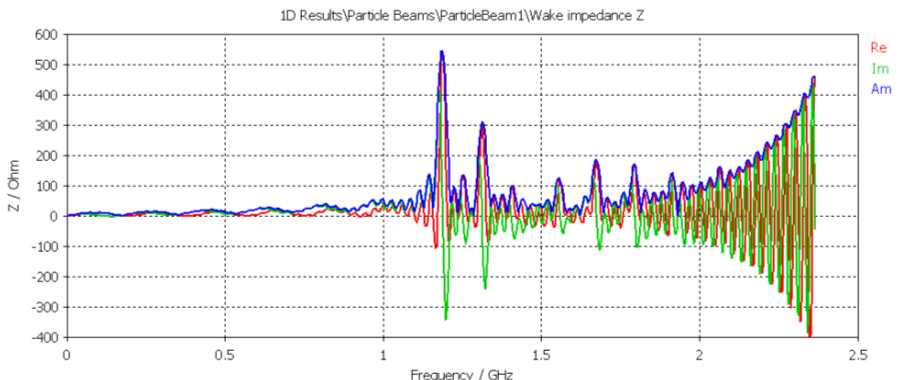 1D Results\Particle Beams\ParticleBeam1\Wake impedance Z
600
500
400
300
200
100
0
-100
-200
-300
-400
Z / Ohm
0 0.5 1 1.5 2 2.5
Frequency / GHz
Re
Im
Am